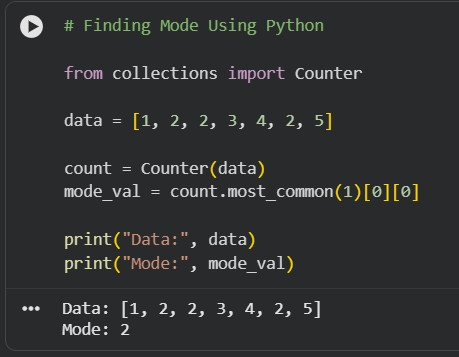 # Finding Mode Using Python
from collections import Counter
data = [1, 2, 2, 3, 4, 2, 5]
count = Counter(data)
mode_val = count.most_common(1)[0][0]
print("Data:", data)
print("Mode:", mode_val)
Data: [1, 2, 2, 3, 4, 2, 5]
Mode: 2